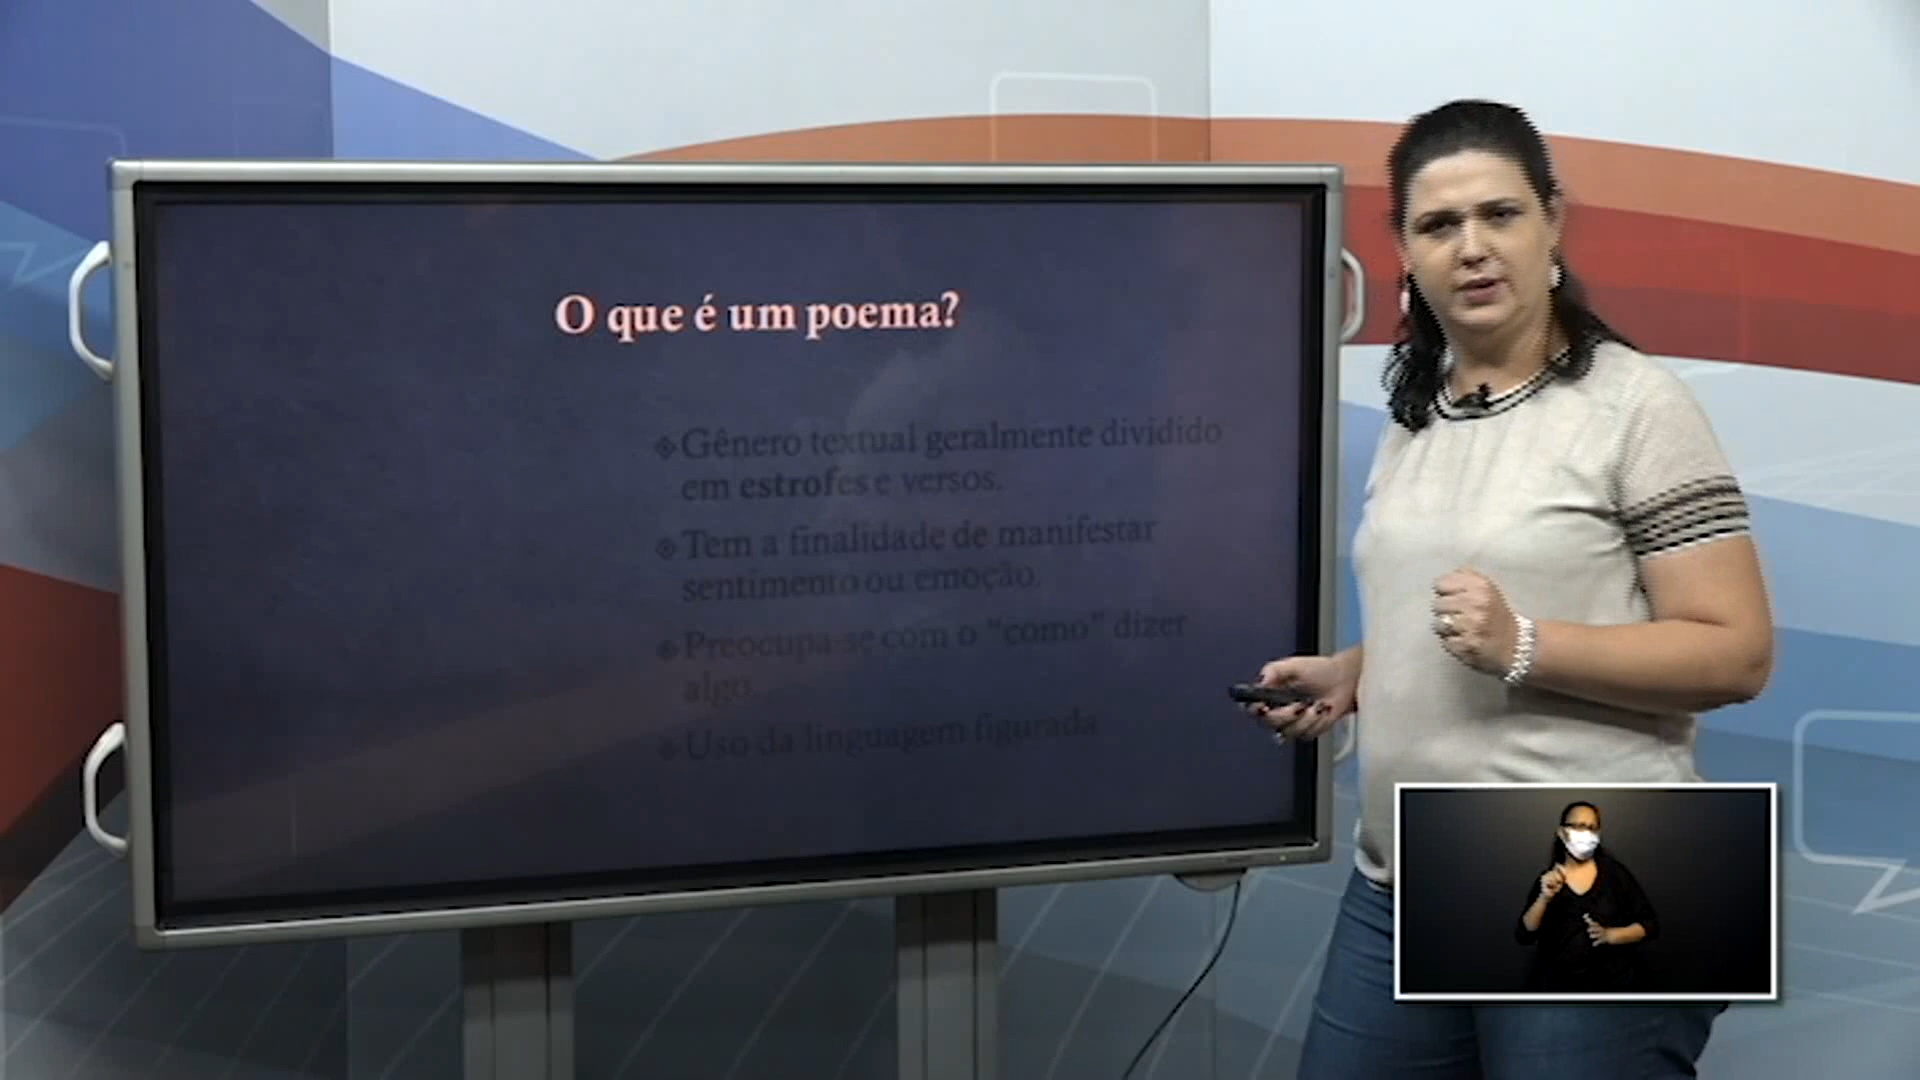 O que é um poema?
Gênero textual geralmente dividido
em estrofes e versos.
Tem a finalidade de manifestar
sentimento ou emoção.
Preocupa-se com o “como” dizer
algo
Uso da linguagem figurada